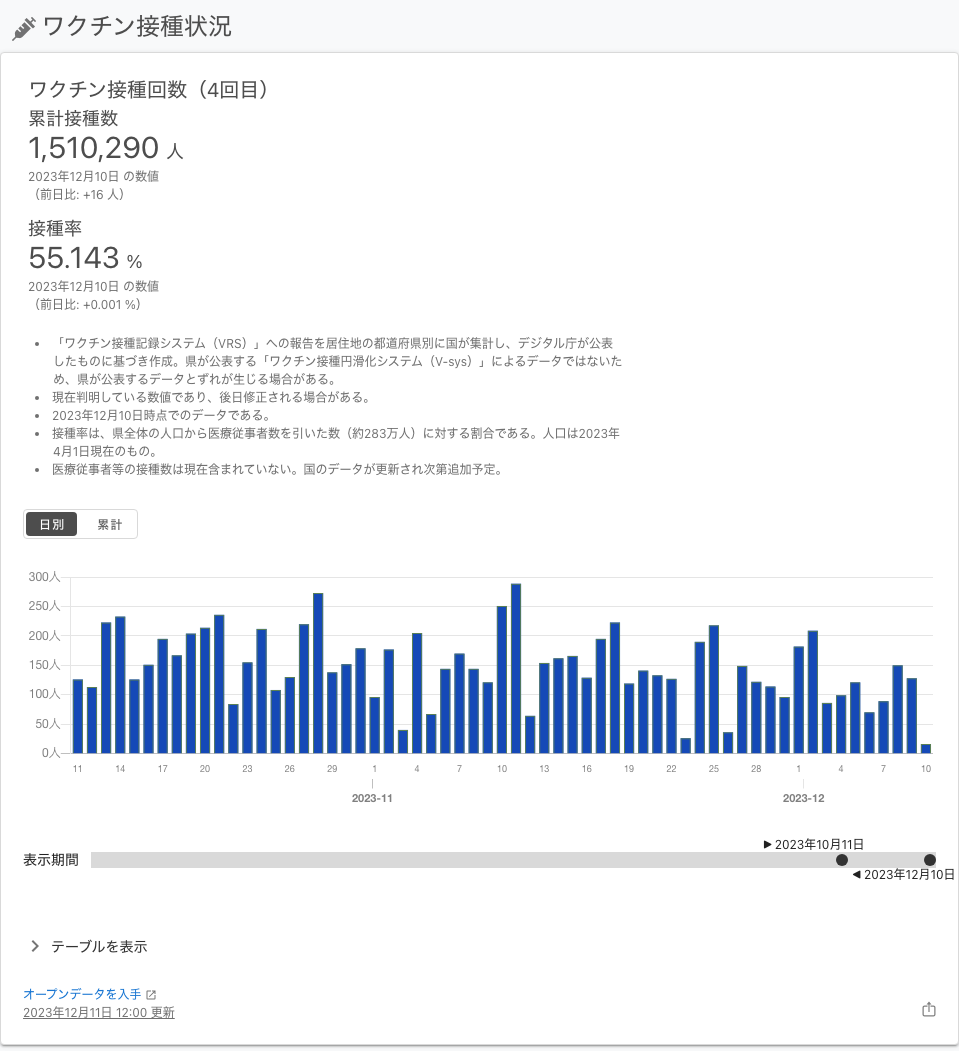 ワクチン接種状況
ワクチン接種回数（4回目）
累計接種数
1,510,290 人
2023年12月10日 の数値
（前日比: +16 人）
接種率
55.143 %
2023年12月10日 の数値
（前日比: +0.001 %）
• 「ワクチン接種記録システム（VRS）」への報告を居住地の都道府県別に国が集計し、デジタル庁が公表
したものに基づき作成。県が公表する「ワクチン接種円滑化システム（V-sys）」によるデータではないた
め、県が公表するデータとずれが生じる場合がある。
• 現在判明している数値であり、後日修正される場合がある。
• 2023年12月10日時点でのデータである。
• 接種率は、県全体の人口から医療従事者数を引いた数（約283万人）に対する割合である。人口は2023年
4月1日現在のもの。
• 医療従事者等の接種数は現在含まれていない。国のデータが更新され次第追加予定。
日別 累計
300人
250人
200人
150人
100人
50人
0人
11 14 17 20 23 26 29 1 4 7 10 13 16 19 22 25 28 1 4 7 10
2023-11 2023-12
▶ 2023年10月11日
表示期間
◀ 2023年12月10日
テーブルを表示
オープンデータを入手
2023年12月11日 12:00 更新